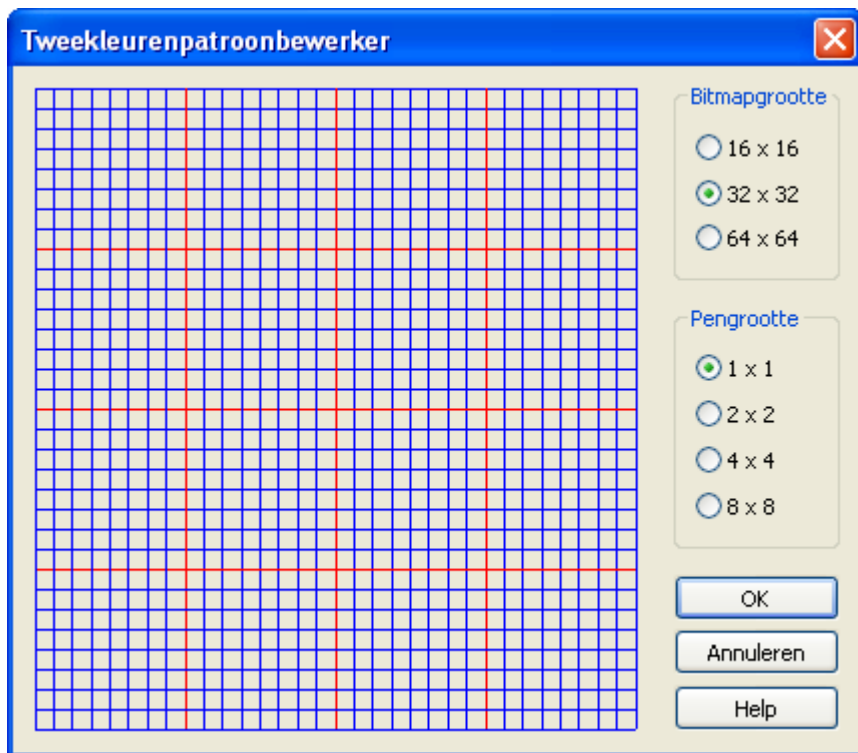 Tweekleurenpatroonbewerker
Bitmapgrootte
16 x 16
32 x 32
64 x 64
Pengrootte
1 x 1
2 x 2
4 x 4
8 x 8
OK
Annuleren
Help